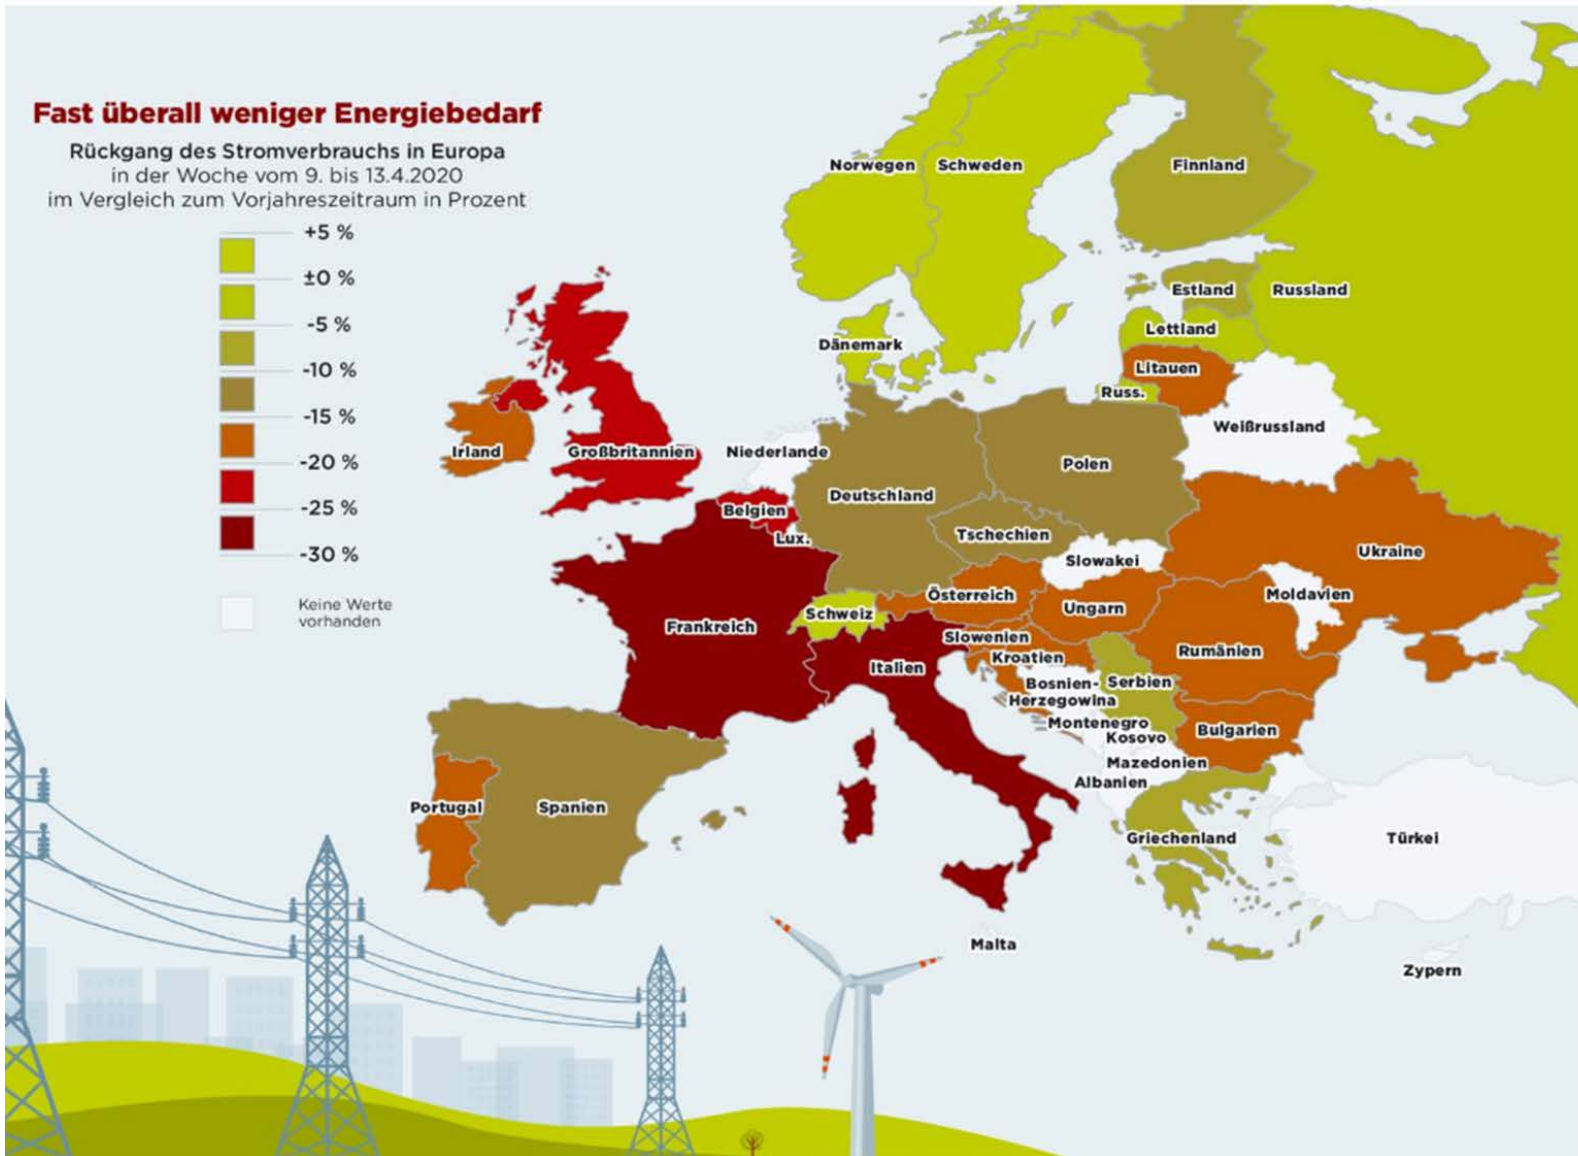 Fast überall weniger Energiebedarf
Rückgang des Stromverbrauchs in Europa
in der Woche vom 9. bis 13.4.2020
im Vergleich zum Vorjahreszeitraum in Prozent
+5 %
±0 %
-5 %
-10 %
-15 %
-20 %
-25 %
-30 %
Keine Werte
vorhanden
Norwegen
Schweden
Finnland
Estland
Russland
Lettland
Dänemark
Litauen
Russ.
Weißrussland
Irland
Großbritannien
Niederlande
Polen
Deutschland
Belgien
Lux.
Tschechien
Slowakei
Ukraine
Österreich
Ungarn
Moldavien
Schweiz
Frankreich
Slowenien
Rumänien
Kroatien
Italien
Bosnien-
Herzegowina
Serbien
Montenegro
Kosovo
Bulgarien
Mazedonien
Albanien
Portugal
Spanien
Griechenland
Türkei
Malta
Zypern